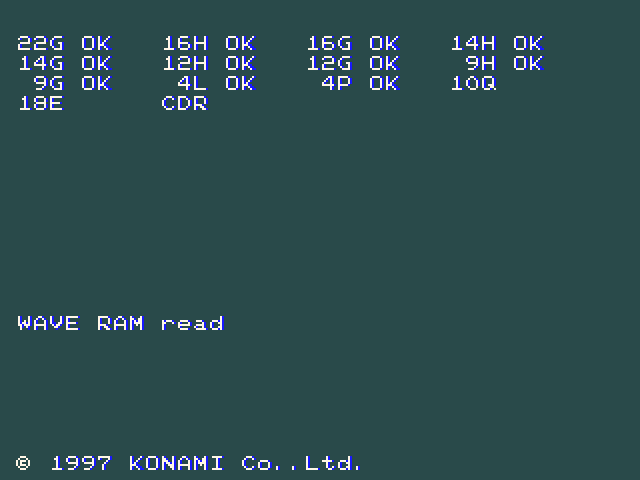 22G OK 16H OK 16G OK 14H OK
14G OK 12H OK 12G OK 9H OK
9G OK 4L OK 4P OK 10Q
18E CDR
WAVE RAM read
© 1997 KONAMI Co..Ltd.